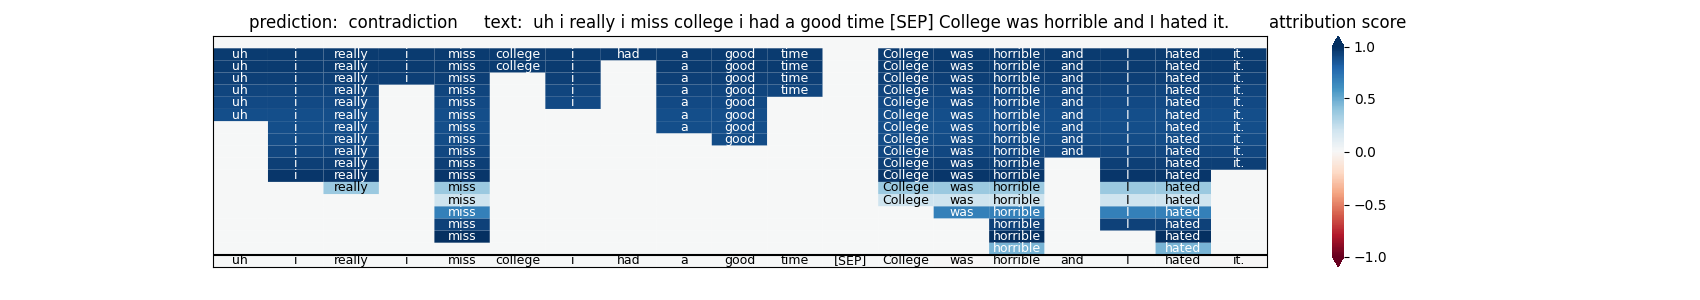 prediction: contradiction text: uh i really i miss college i had a good time [SEP] College was horrible and I hated it. attribution score
uh i really i miss college i had a good time College was horrible and I hated it.
uh i really i miss college i a good time College was horrible and I hated it.
uh i really i miss i a good time College was horrible and I hated it.
uh i really miss i a good time College was horrible and I hated it.
uh i really miss i a good College was horrible and I hated it.
uh i really miss a good College was horrible and I hated it.
i really miss a good College was horrible and I hated it.
i really miss good College was horrible and I hated it.
i really miss College was horrible and I hated it.
i really miss College was horrible I hated it.
i really miss College was horrible I hated
really miss College was horrible I hated
miss College was horrible I hated
miss was horrible I hated
miss horrible I hated
miss horrible hated
horrible hated
uh i really i miss college i had a good time [SEP] College was horrible and I hated it.
1.0
0.5
0.0
−0.5
−1.0